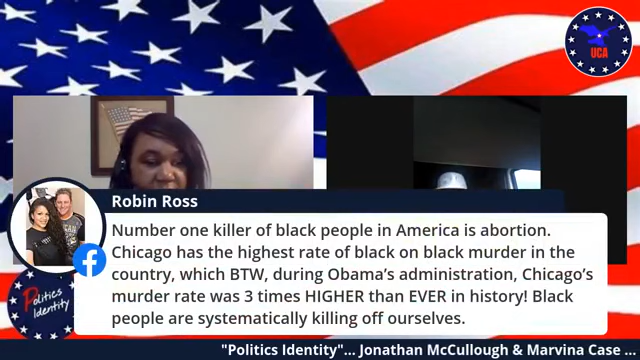 UCA
Robin Ross
Number one killer of black people in America is abortion.
Chicago has the highest rate of black on black murder in the
country, which BTW, during Obama’s administration, Chicago’s
murder rate was 3 times HIGHER than EVER in history! Black
people are systematically killing off ourselves.
Politics
Identity
"Politics Identity"... Jonathan McCullough & Marvina Case ...